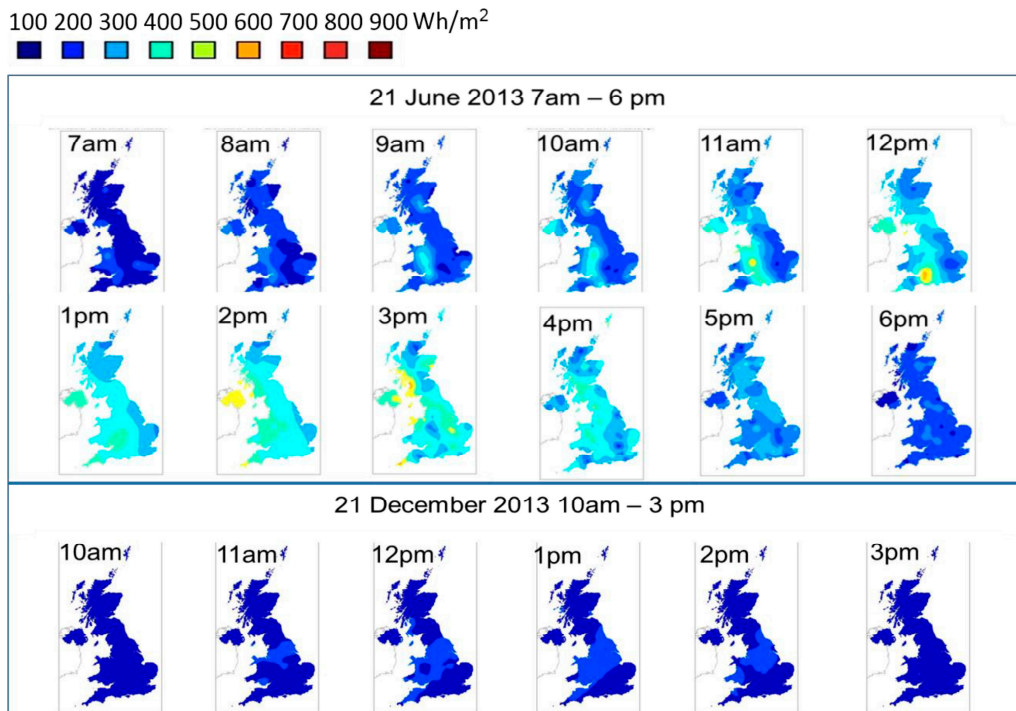 100 200 300 400 500 600 700 800 900 Wh/m²
21 June 2013 7am – 6 pm
7am 8am 9am 10am 11am 12pm
1pm 2pm 3pm 4pm 5pm 6pm
21 December 2013 10am – 3 pm
10am 11am 12pm 1pm 2pm 3pm